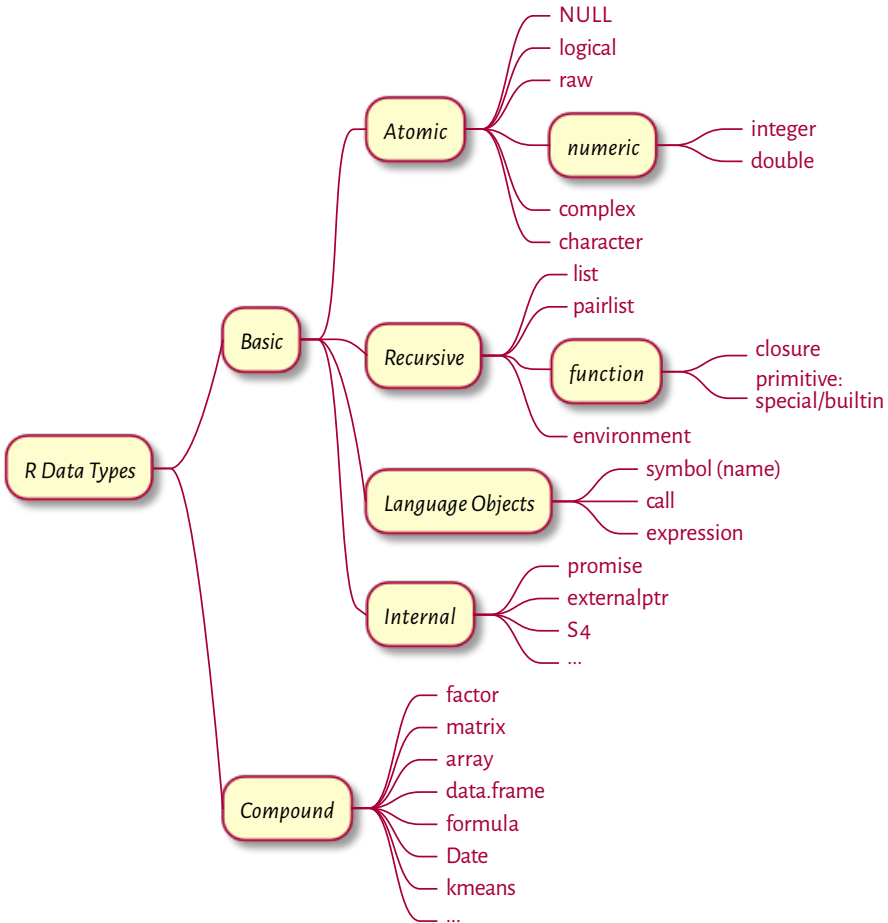 R Data Types
Basic
Atomic
NULL
logical
raw
numeric
integer
double
complex
character
Recursive
list
pairlist
function
closure
primitive:
special/builtin
environment
Language Objects
symbol (name)
call
expression
Internal
promise
externalptr
S4
...
Compound
factor
matrix
array
data.frame
formula
Date
kmeans
...